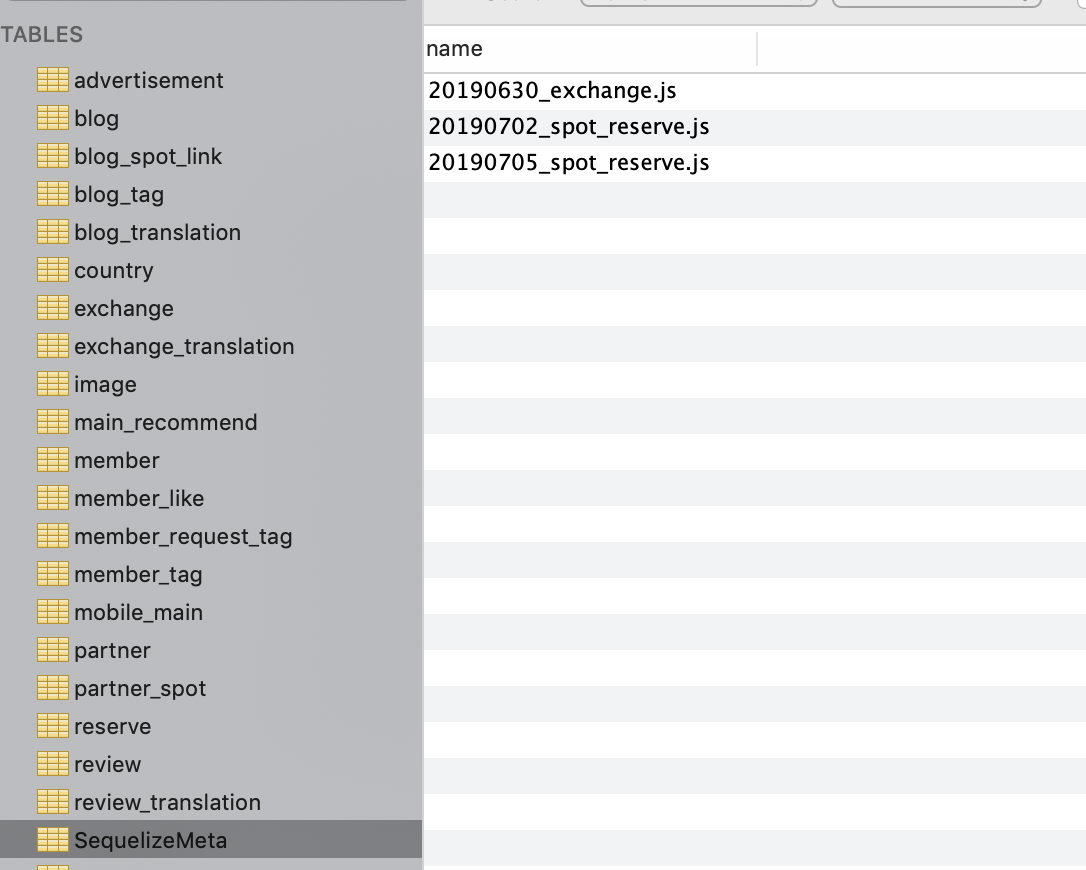 TABLES
advertisement
blog
blog_spot_link
blog_tag
blog_translation
country
exchange
exchange_translation
image
main_recommend
member
member_like
member_request_tag
member_tag
mobile_main
partner
partner_spot
reserve
review
review_translation
SequelizeMeta
name
20190630_exchange.js
20190702_spot_reserve.js
20190705_spot_reserve.js